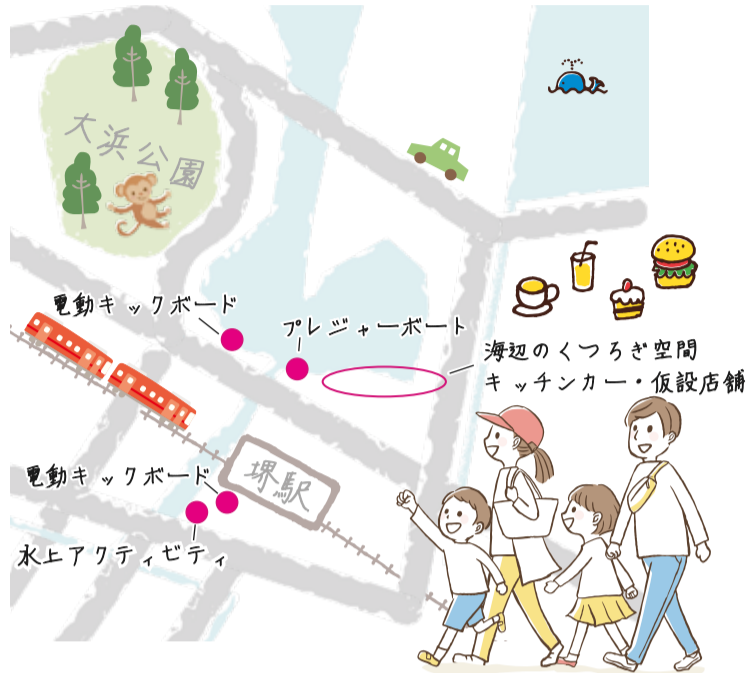 大浜公園
電動キックボード
プレジャーボート
海辺のくつろぎ空間
キッチンカー・仮設店舗
堺駅
電動キックボード
水上アクティビティ